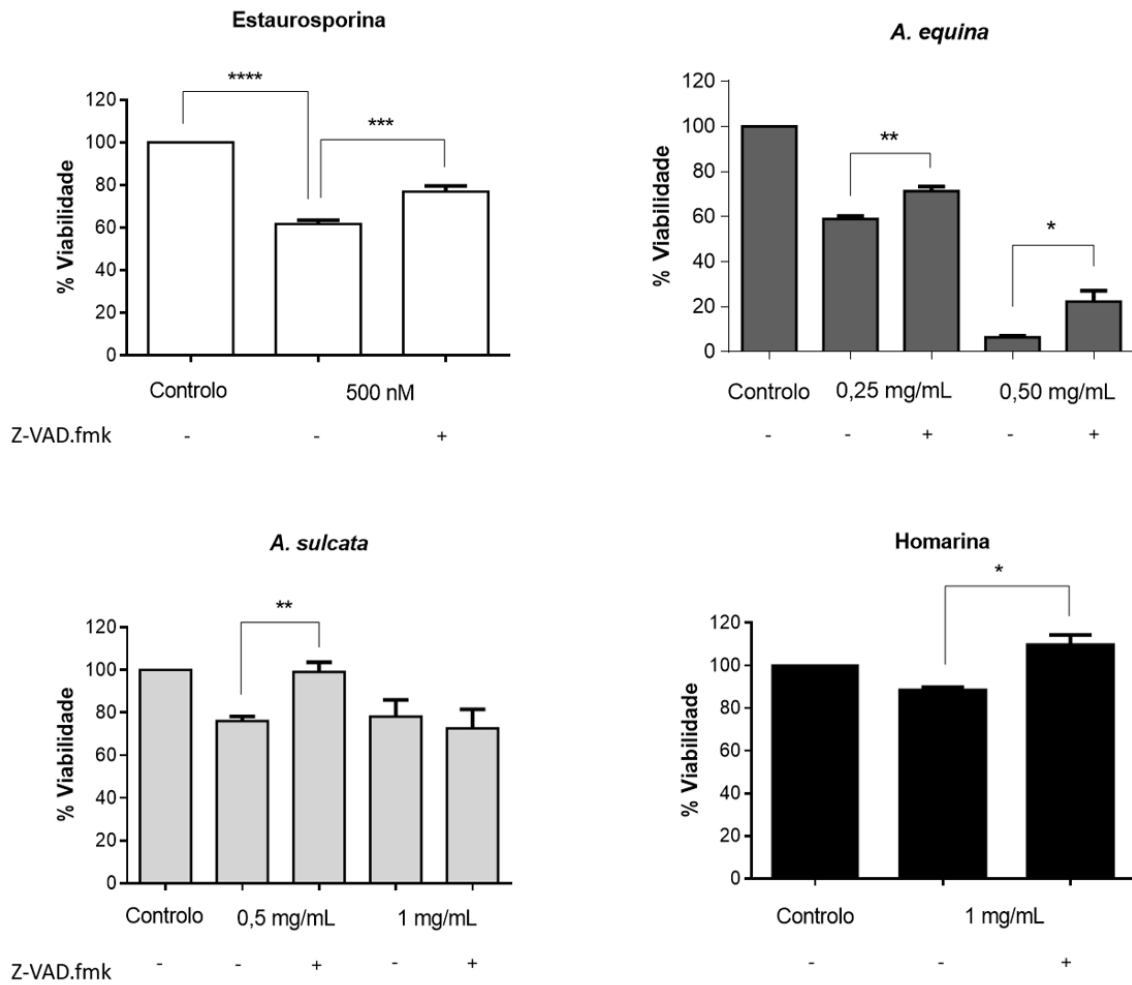 Estaurosporina
% Viabilidade
120
100
80
60
40
20
0
****
***
Controlo 500 nM
Z-VAD.fmk - - +
A. equina
% Viabilidade
120
100
80
60
40
20
0
**
*
Controlo 0,25 mg/mL 0,50 mg/mL
- - + - +
A. sulcata
% Viabilidade
120
100
80
60
40
20
0
**
Controlo 0,5 mg/mL 1 mg/mL
Z-VAD.fmk - - + - +
Homarina
% Viabilidade
120
100
80
60
40
20
0
*
Controlo 1 mg/mL
- - +